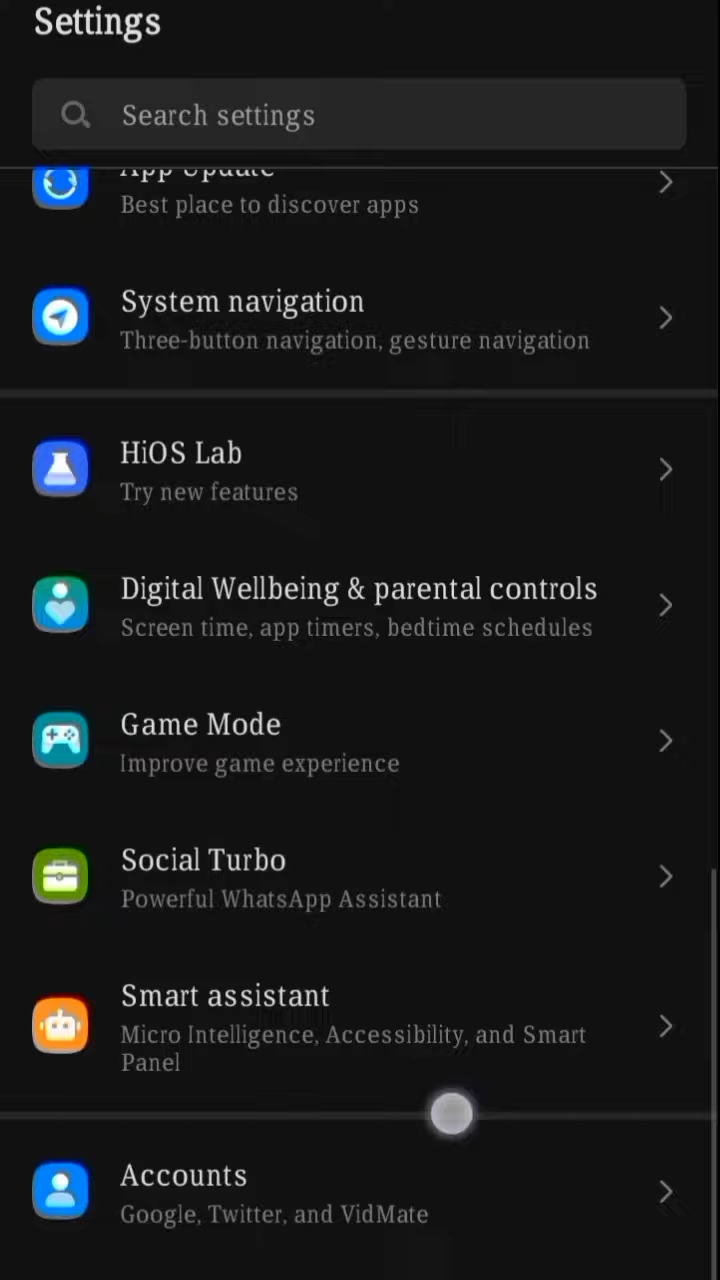 Settings
Search settings
App Update
Best place to discover apps
System navigation
Three-button navigation, gesture navigation
HiOS Lab
Try new features
Digital Wellbeing & parental controls
Screen time, app timers, bedtime schedules
Game Mode
Improve game experience
Social Turbo
Powerful WhatsApp Assistant
Smart assistant
Micro Intelligence, Accessibility, and Smart
Panel
Accounts
Google, Twitter, and VidMate